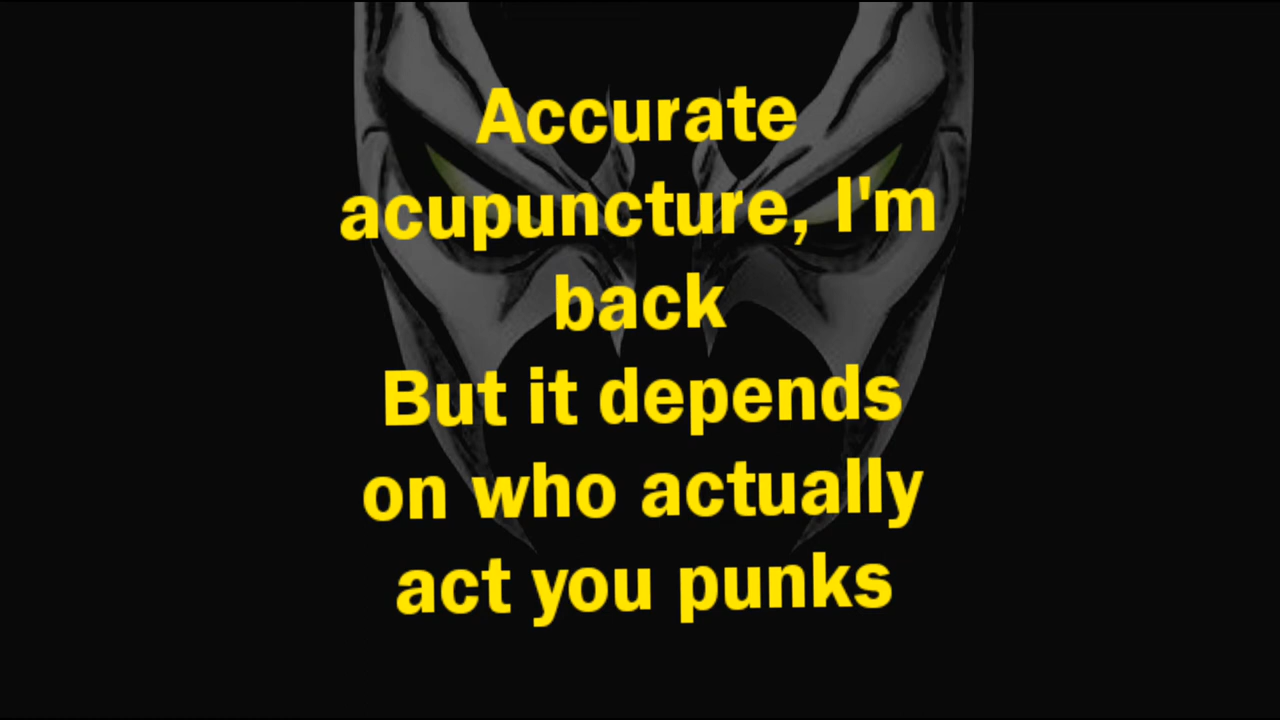 Accurate
acupuncture, I'm
back
But it depends
on who actually
act you punks